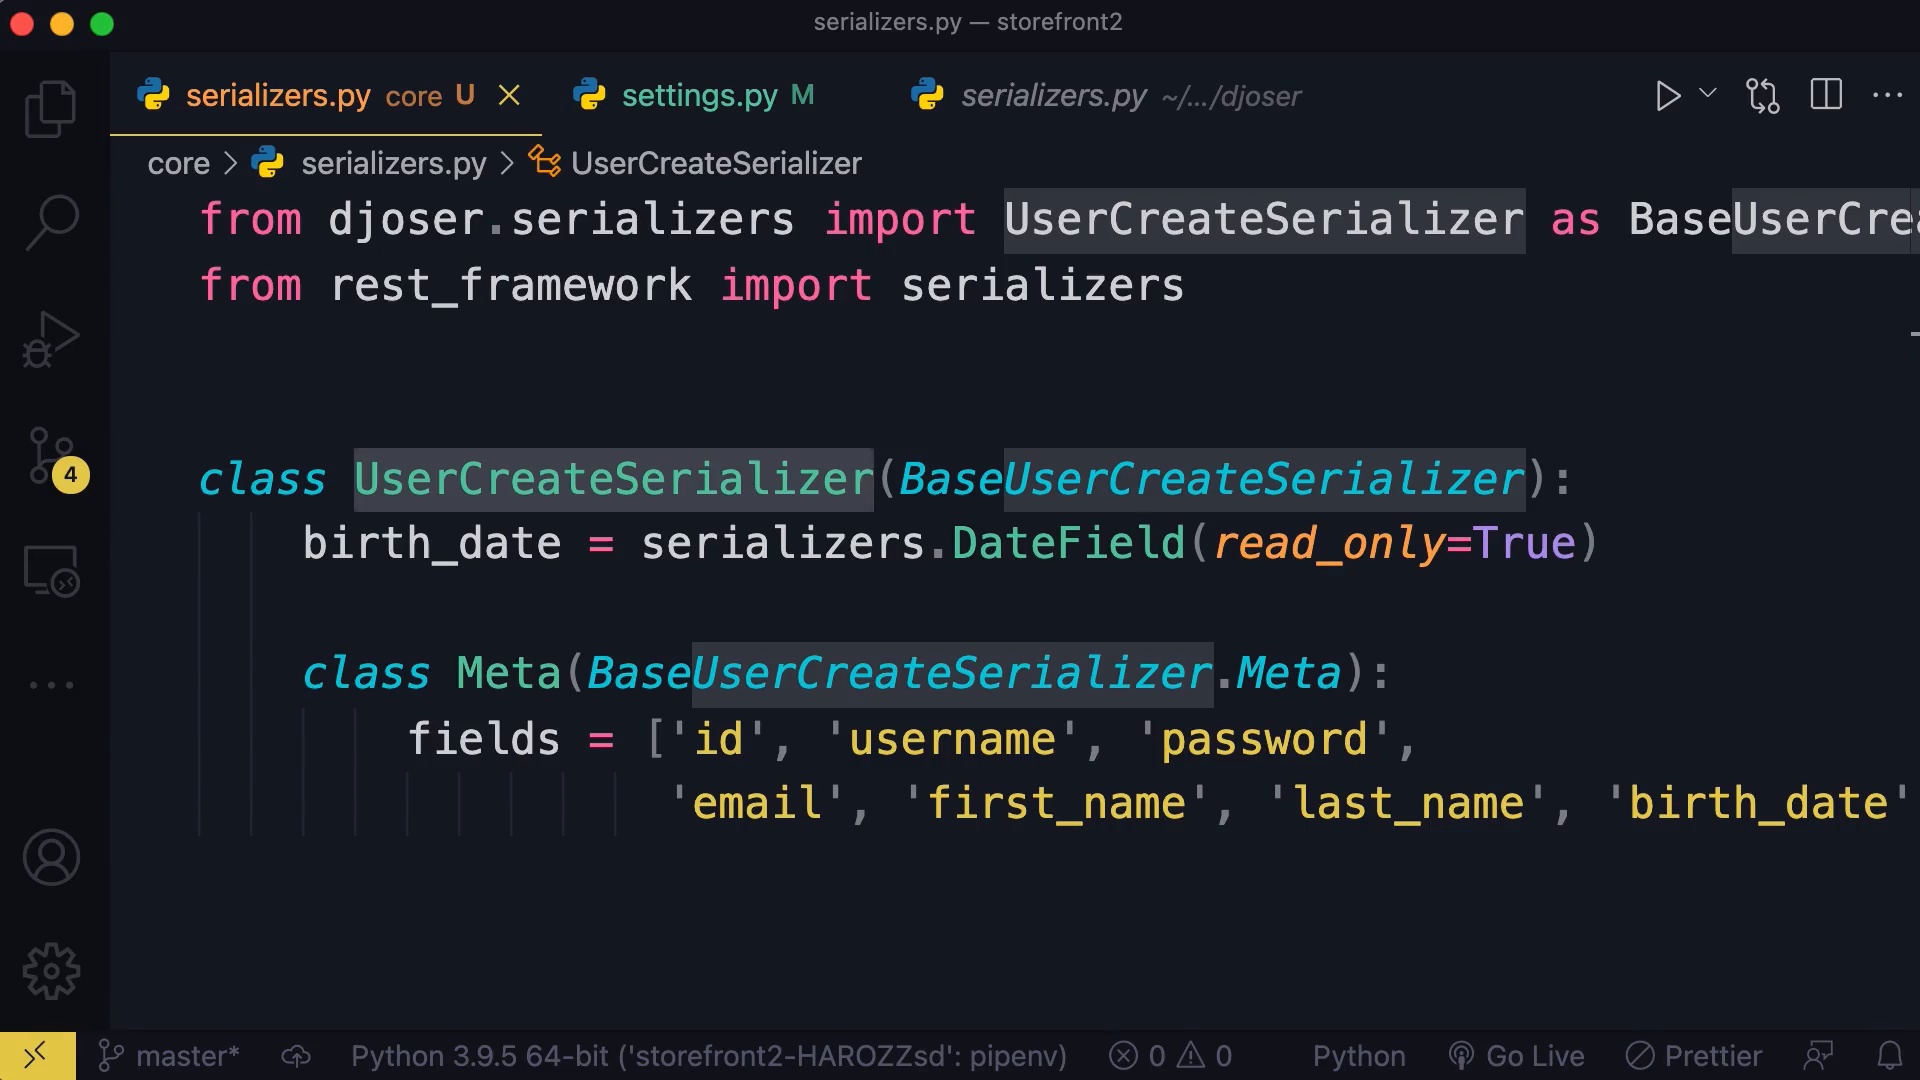 serializers.py — storefront2
serializers.py core U settings.py M serializers.py ~/.../djoser
core > serializers.py > UserCreateSerializer
from djoser.serializers import UserCreateSerializer as BaseUserCrea
from rest_framework import serializers
class UserCreateSerializer(BaseUserCreateSerializer):
birth_date = serializers.DateField(read_only=True)
class Meta(BaseUserCreateSerializer.Meta):
fields = ['id', 'username', 'password',
'email', 'first_name', 'last_name', 'birth_date'
4
master* Python 3.9.5 64-bit ('storefront2-HAROZZsd': pipenv) 0 0 Python Go Live Prettier